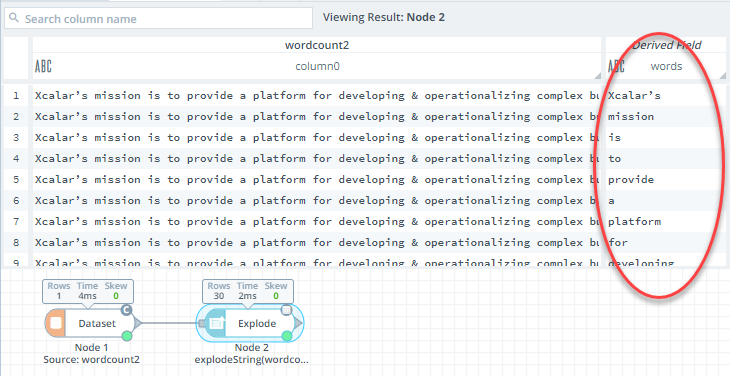 Search column name
Viewing Result: Node 2
wordcount2
Derived Field
ABC
column0
ABC
words
1 Xcalar’s mission is to provide a platform for developing & operationalizing complex bu Xcalar’s
2 Xcalar’s mission is to provide a platform for developing & operationalizing complex bu mission
3 Xcalar’s mission is to provide a platform for developing & operationalizing complex bu is
4 Xcalar’s mission is to provide a platform for developing & operationalizing complex bu to
5 Xcalar’s mission is to provide a platform for developing & operationalizing complex bu provide
6 Xcalar’s mission is to provide a platform for developing & operationalizing complex bu a
7 Xcalar’s mission is to provide a platform for developing & operationalizing complex bu platform
8 Xcalar’s mission is to provide a platform for developing & operationalizing complex bu for
9 Xcalar’s mission is to provide a platform for developing & operationalizing complex bu developing
Rows Time Skew
1 4ms 0
Rows Time Skew
30 2ms 0
C
Dataset
Explode
Node 1
Source: wordcount2
Node 2
explodeString(wordco...